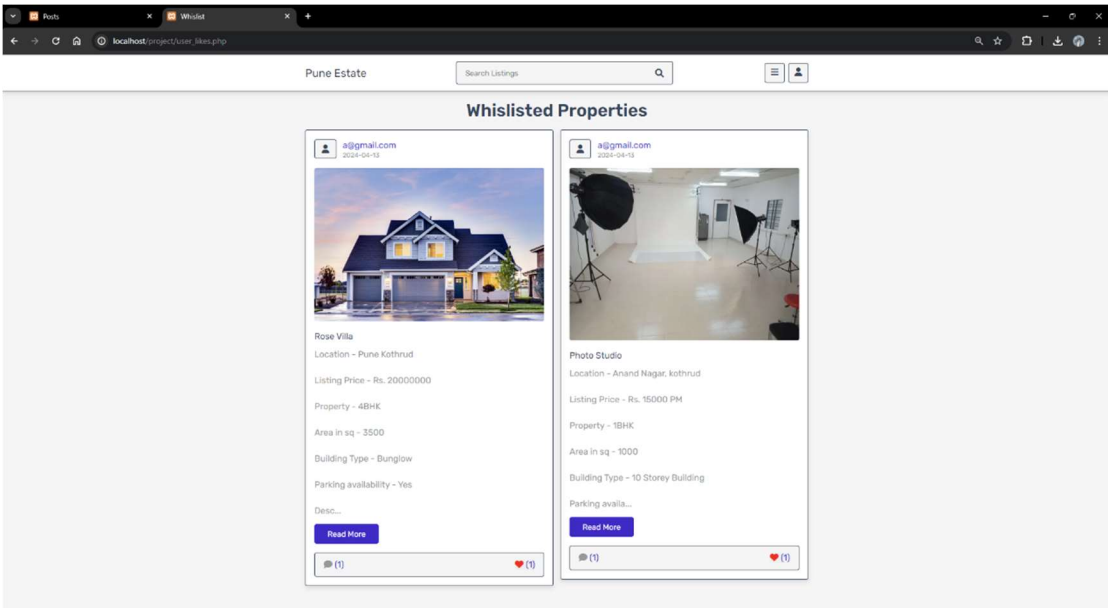 Posts
Whislist
localhost/project/user_likes.php
Pune Estate
Search Listings
Whislisted Properties
a@gmail.com
2024-04-13
Rose Villa
Location - Pune Kothrud
Listing Price - Rs. 20000000
Property - 4BHK
Area in sq - 3500
Building Type - Bunglow
Parking availability - Yes
Desc...
Read More
(1)
(1)
a@gmail.com
2024-04-13
Photo Studio
Location - Anand Nagar, kothrud
Listing Price - Rs. 15000 PM
Property - 1BHK
Area in sq - 1000
Building Type - 10 Storey Building
Parking availa...
Read More
(1)
(1)